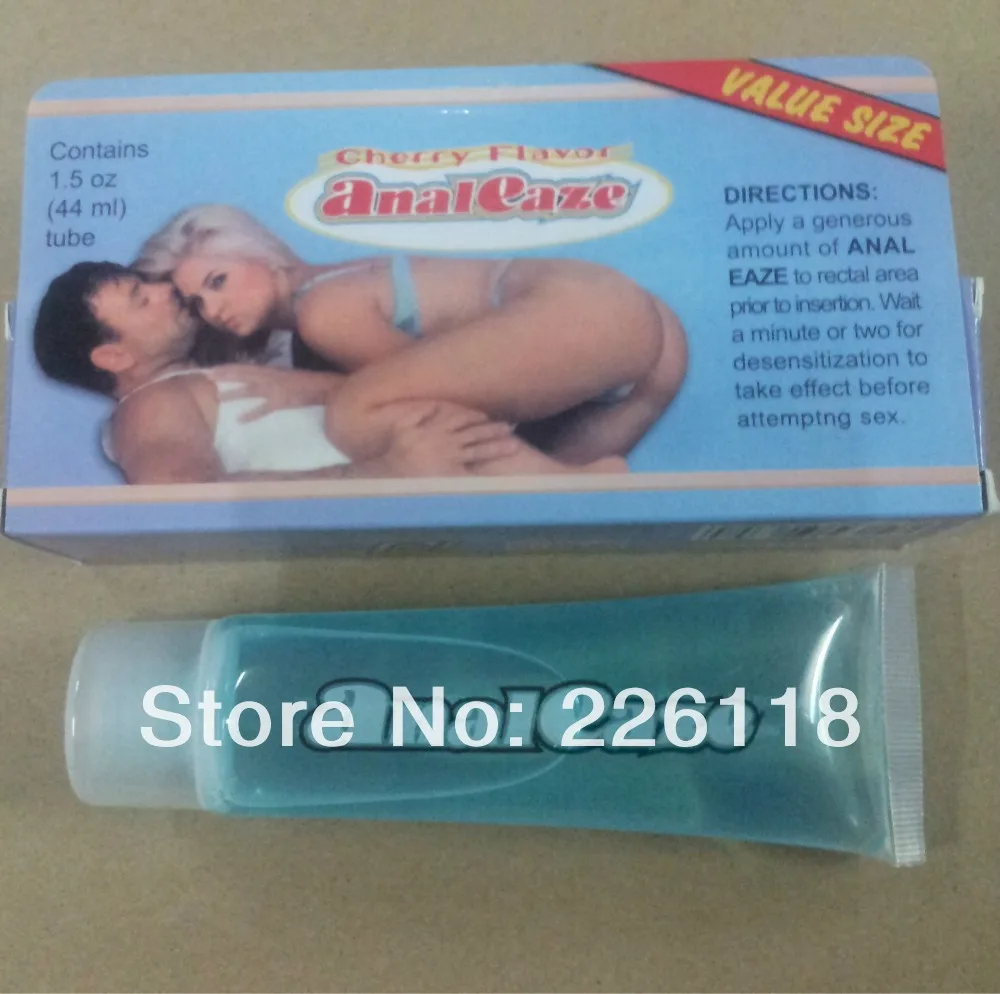 VALUE SIZE
Contains
1.5 oz
(44 ml)
tube
Cherry Flavor
AnalEaze
DIRECTIONS:
Apply a generous
amount of ANAL
EAZE to rectal area
prior to insertion. Wait
a minute or two for
desensitization to
take effect before
attemptng sex.
AnalEaze
Store No: 226118